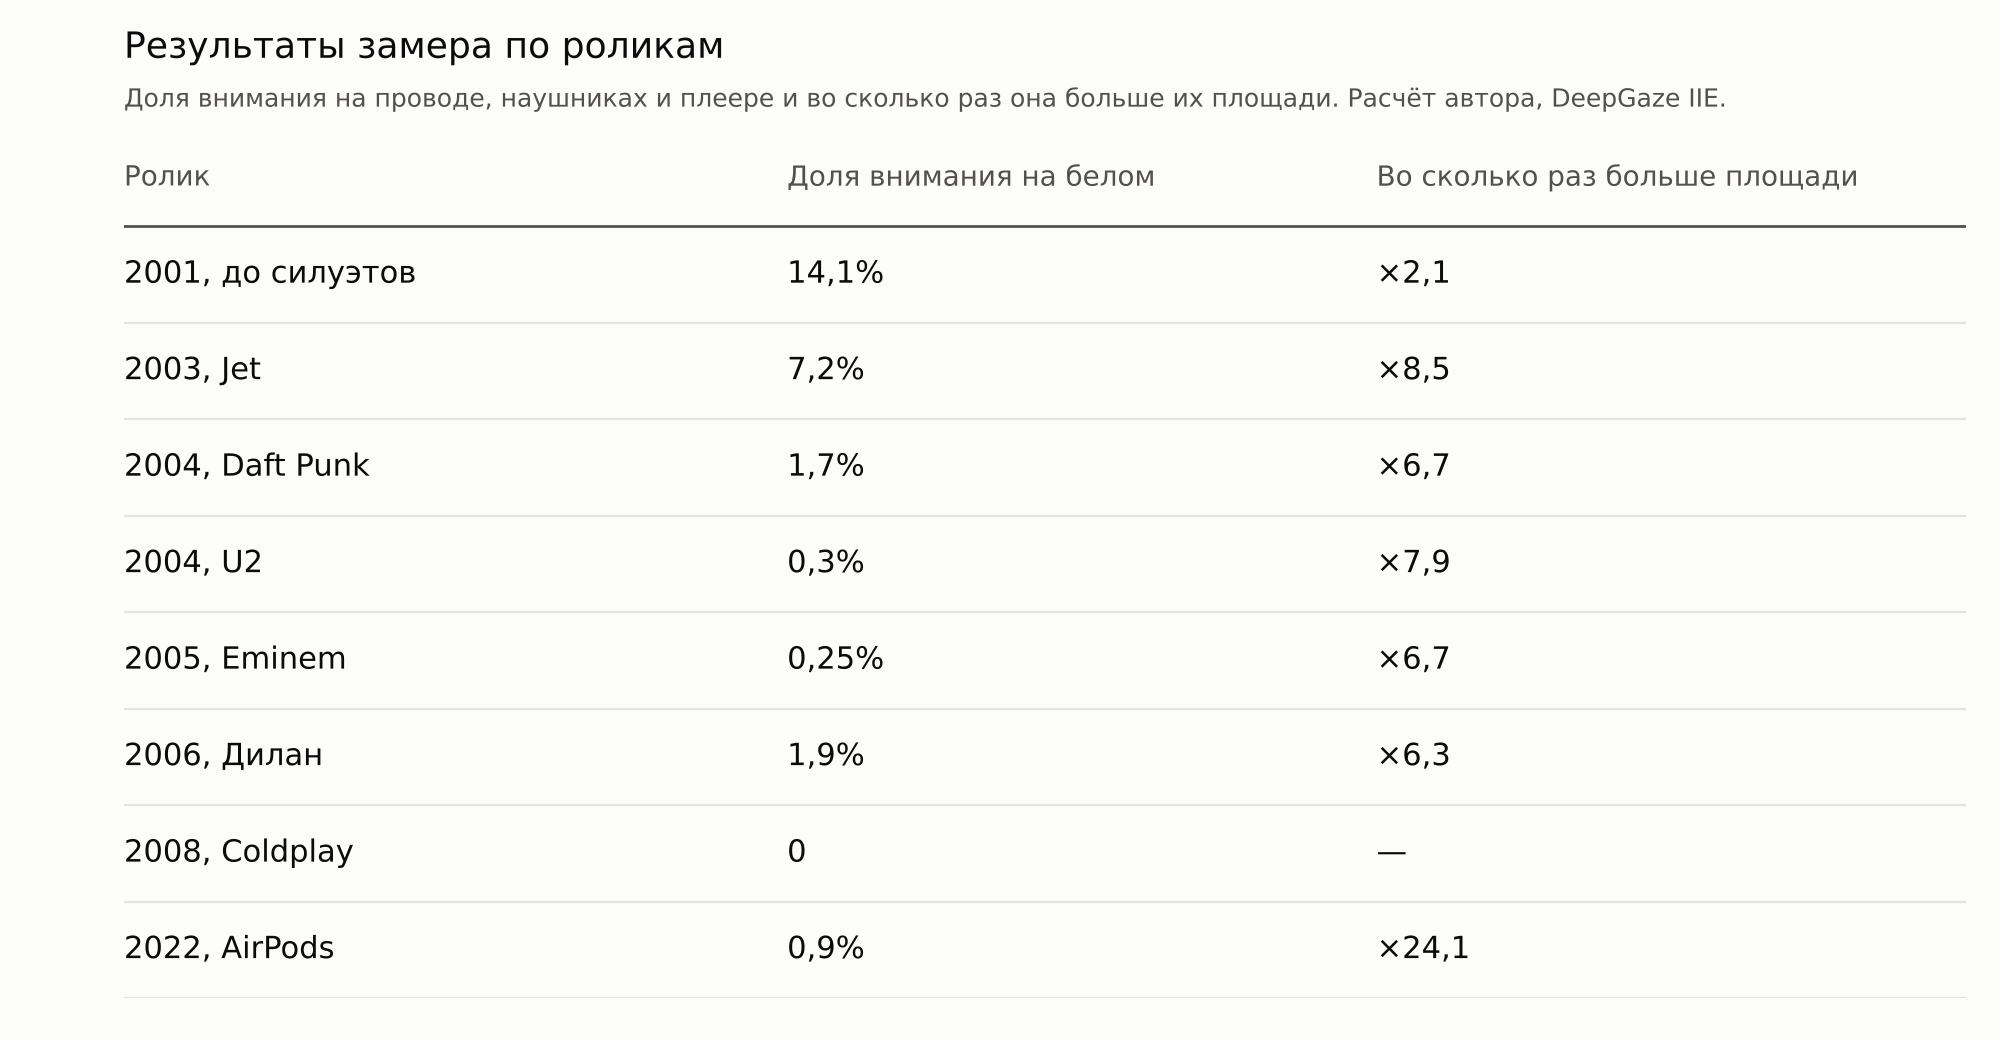 Результаты замера по роликам
Доля внимания на проводе, наушниках и плеере и во сколько раз она больше их площади. Расчёт автора, DeepGaze IIE.
Ролик Доля внимания на белом Во сколько раз больше площади
2001, до силуэтов 14,1% ×2,1
2003, Jet 7,2% ×8,5
2004, Daft Punk 1,7% ×6,7
2004, U2 0,3% ×7,9
2005, Eminem 0,25% ×6,7
2006, Дилан 1,9% ×6,3
2008, Coldplay 0 —
2022, AirPods 0,9% ×24,1